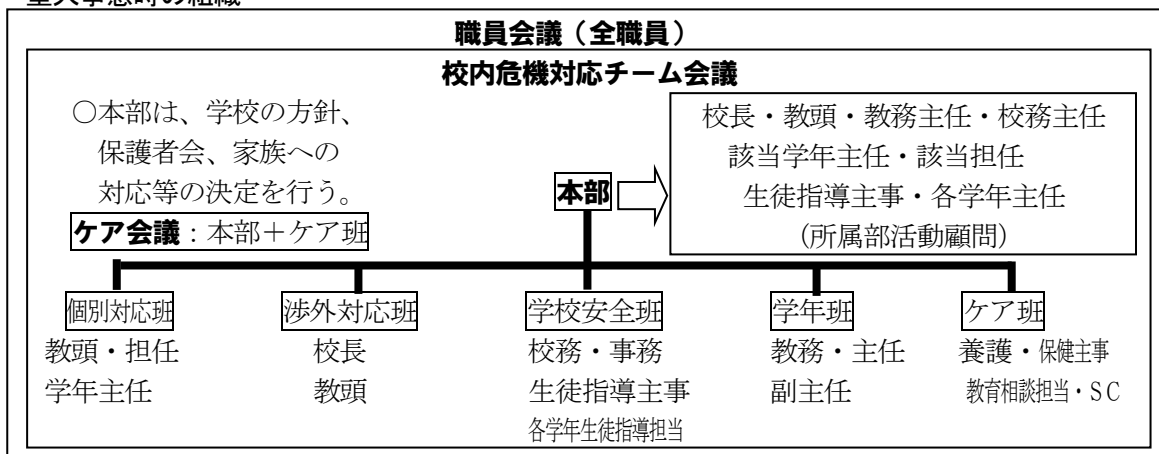 重大事態時の組織
職員会議（全職員）
校内危機対応チーム会議
○本部は、学校の方針、
保護者会、家族への
対応等の決定を行う。
ケア会議：本部＋ケア班
本部
校長・教頭・教務主任・校務主任
該当学年主任・該当担任
生徒指導主事・各学年主任
(所属部活動顧問)
個別対応班
教頭・担任
学年主任
渉外対応班
校長
教頭
学校安全班
校務・事務
生徒指導主事
各学年生徒指導担当
学年班
教務・主任
副主任
ケア班
養護・保健主事
教育相談担当・ＳＣ